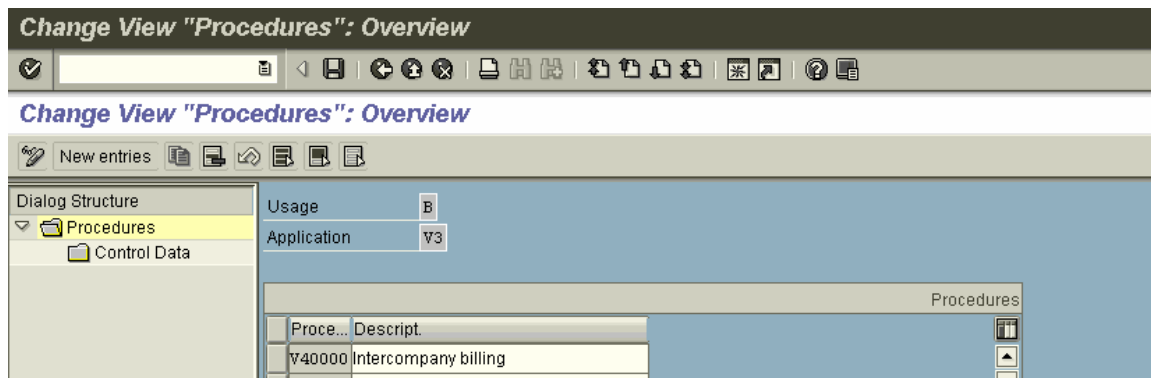 Change View "Procedures": Overview
Change View "Procedures": Overview
New entries
Dialog Structure
Procedures
Control Data
Usage B
Application V3
Procedures
Proce... Descript.
V40000 Intercompany billing